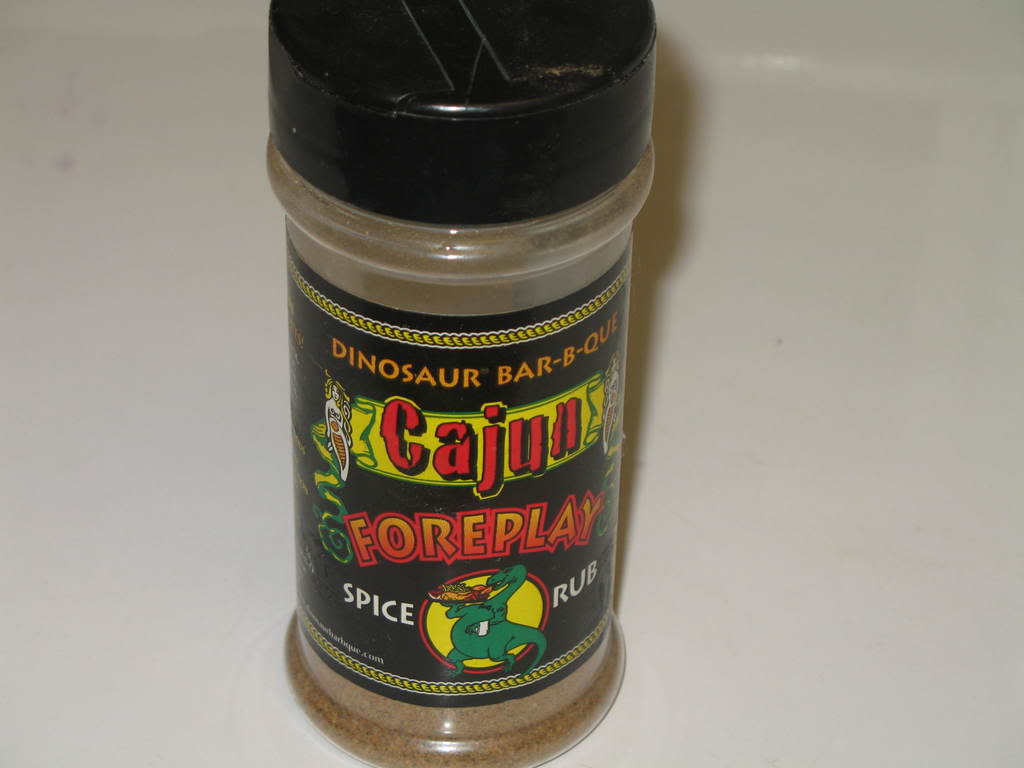 DINOSAUR BAR-B-QUE
Cajun
FOREPLAY
SPICE RUB